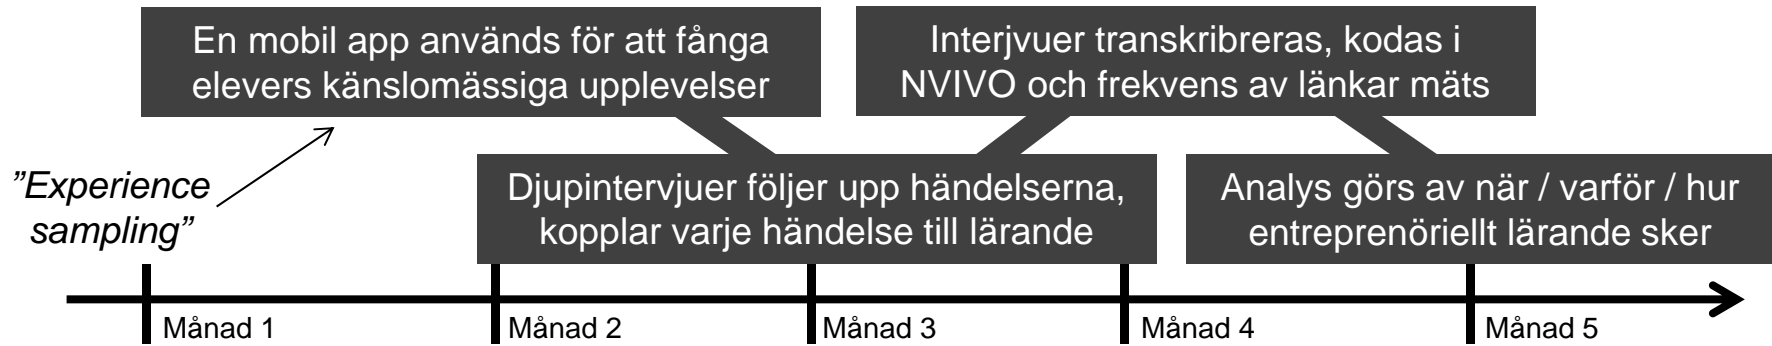 En mobil app används för att fånga
elevers känslomässiga upplevelser
Interjvuer transkribreras, kodas i
NVIVO och frekvens av länkar mäts
”Experience
sampling”
Djupintervjuer följer upp händelserna,
kopplar varje händelse till lärande
Analys görs av när / varför / hur
entreprenöriellt lärande sker
Månad 1
Månad 2
Månad 3
Månad 4
Månad 5